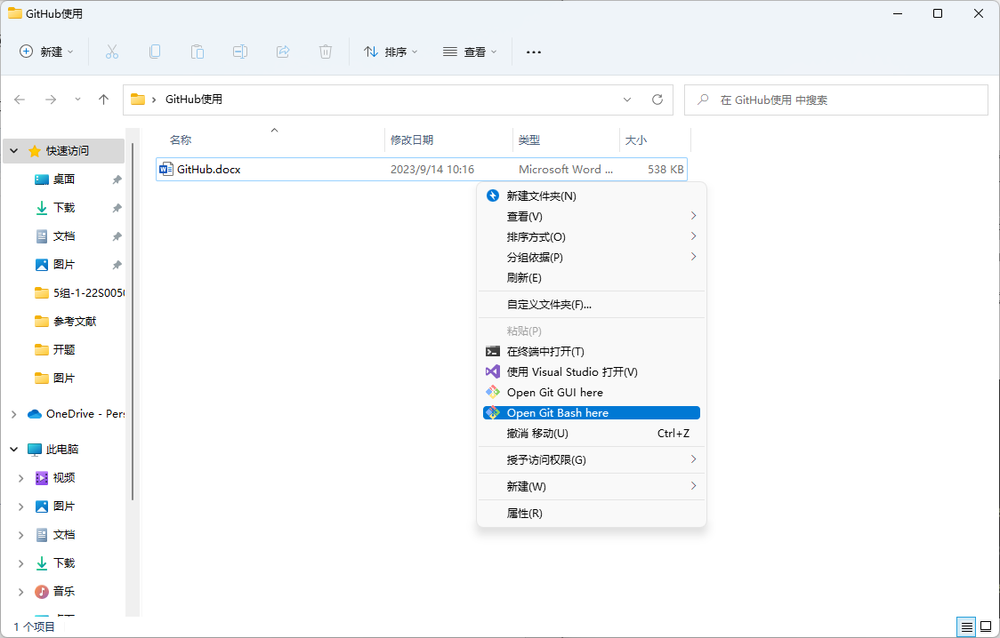 GitHub使用
新建
排序
查看
GitHub使用
在 GitHub使用 中搜索
名称 修改日期 类型 大小
GitHub.docx 2023/9/14 10:16 Microsoft Word ... 538 KB
快速访问
桌面
下载
文档
图片
5组-1-22S005
参考文献
开题
图片
OneDrive - Pers
此电脑
视频
图片
文档
下载
音乐
新建文件夹(N)
查看(V)
排序方式(O)
分组依据(P)
刷新(E)
自定义文件夹(F)...
粘贴(P)
在终端中打开(T)
使用 Visual Studio 打开(V)
Open Git GUI here
Open Git Bash here
撤消 移动(U) Ctrl+Z
授予访问权限(G)
新建(W)
属性(R)
1 个项目